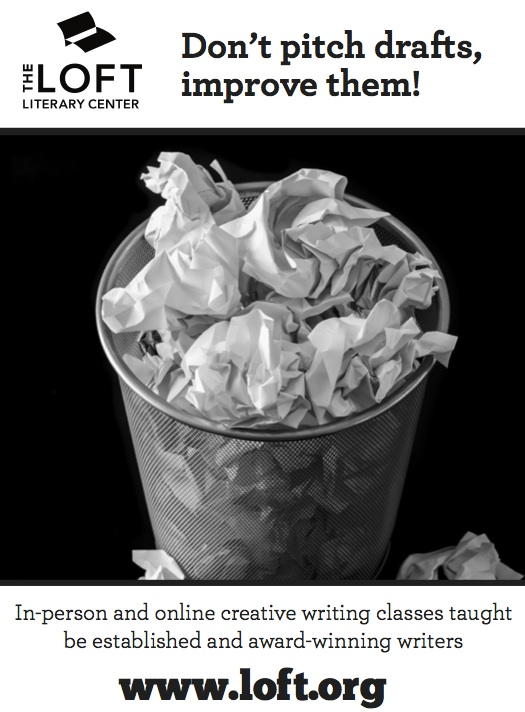 THE LOFT
LITERARY CENTER
Don't pitch drafts,
improve them!
In-person and online creative writing classes taught
be established and award-winning writers
www.loft.org